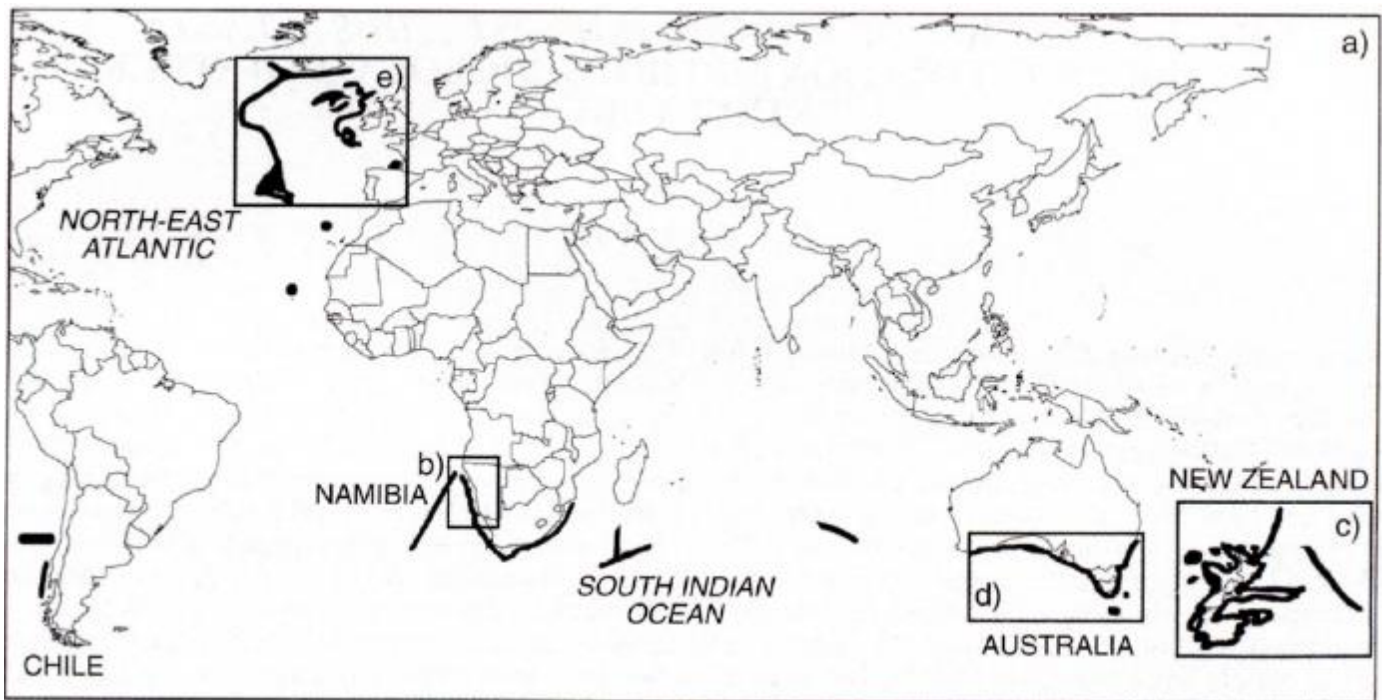 a)
e)
NORTH-EAST
ATLANTIC
b)
NAMIBIA
NEW ZEALAND
c)
SOUTH INDIAN
OCEAN
d)
AUSTRALIA
CHILE